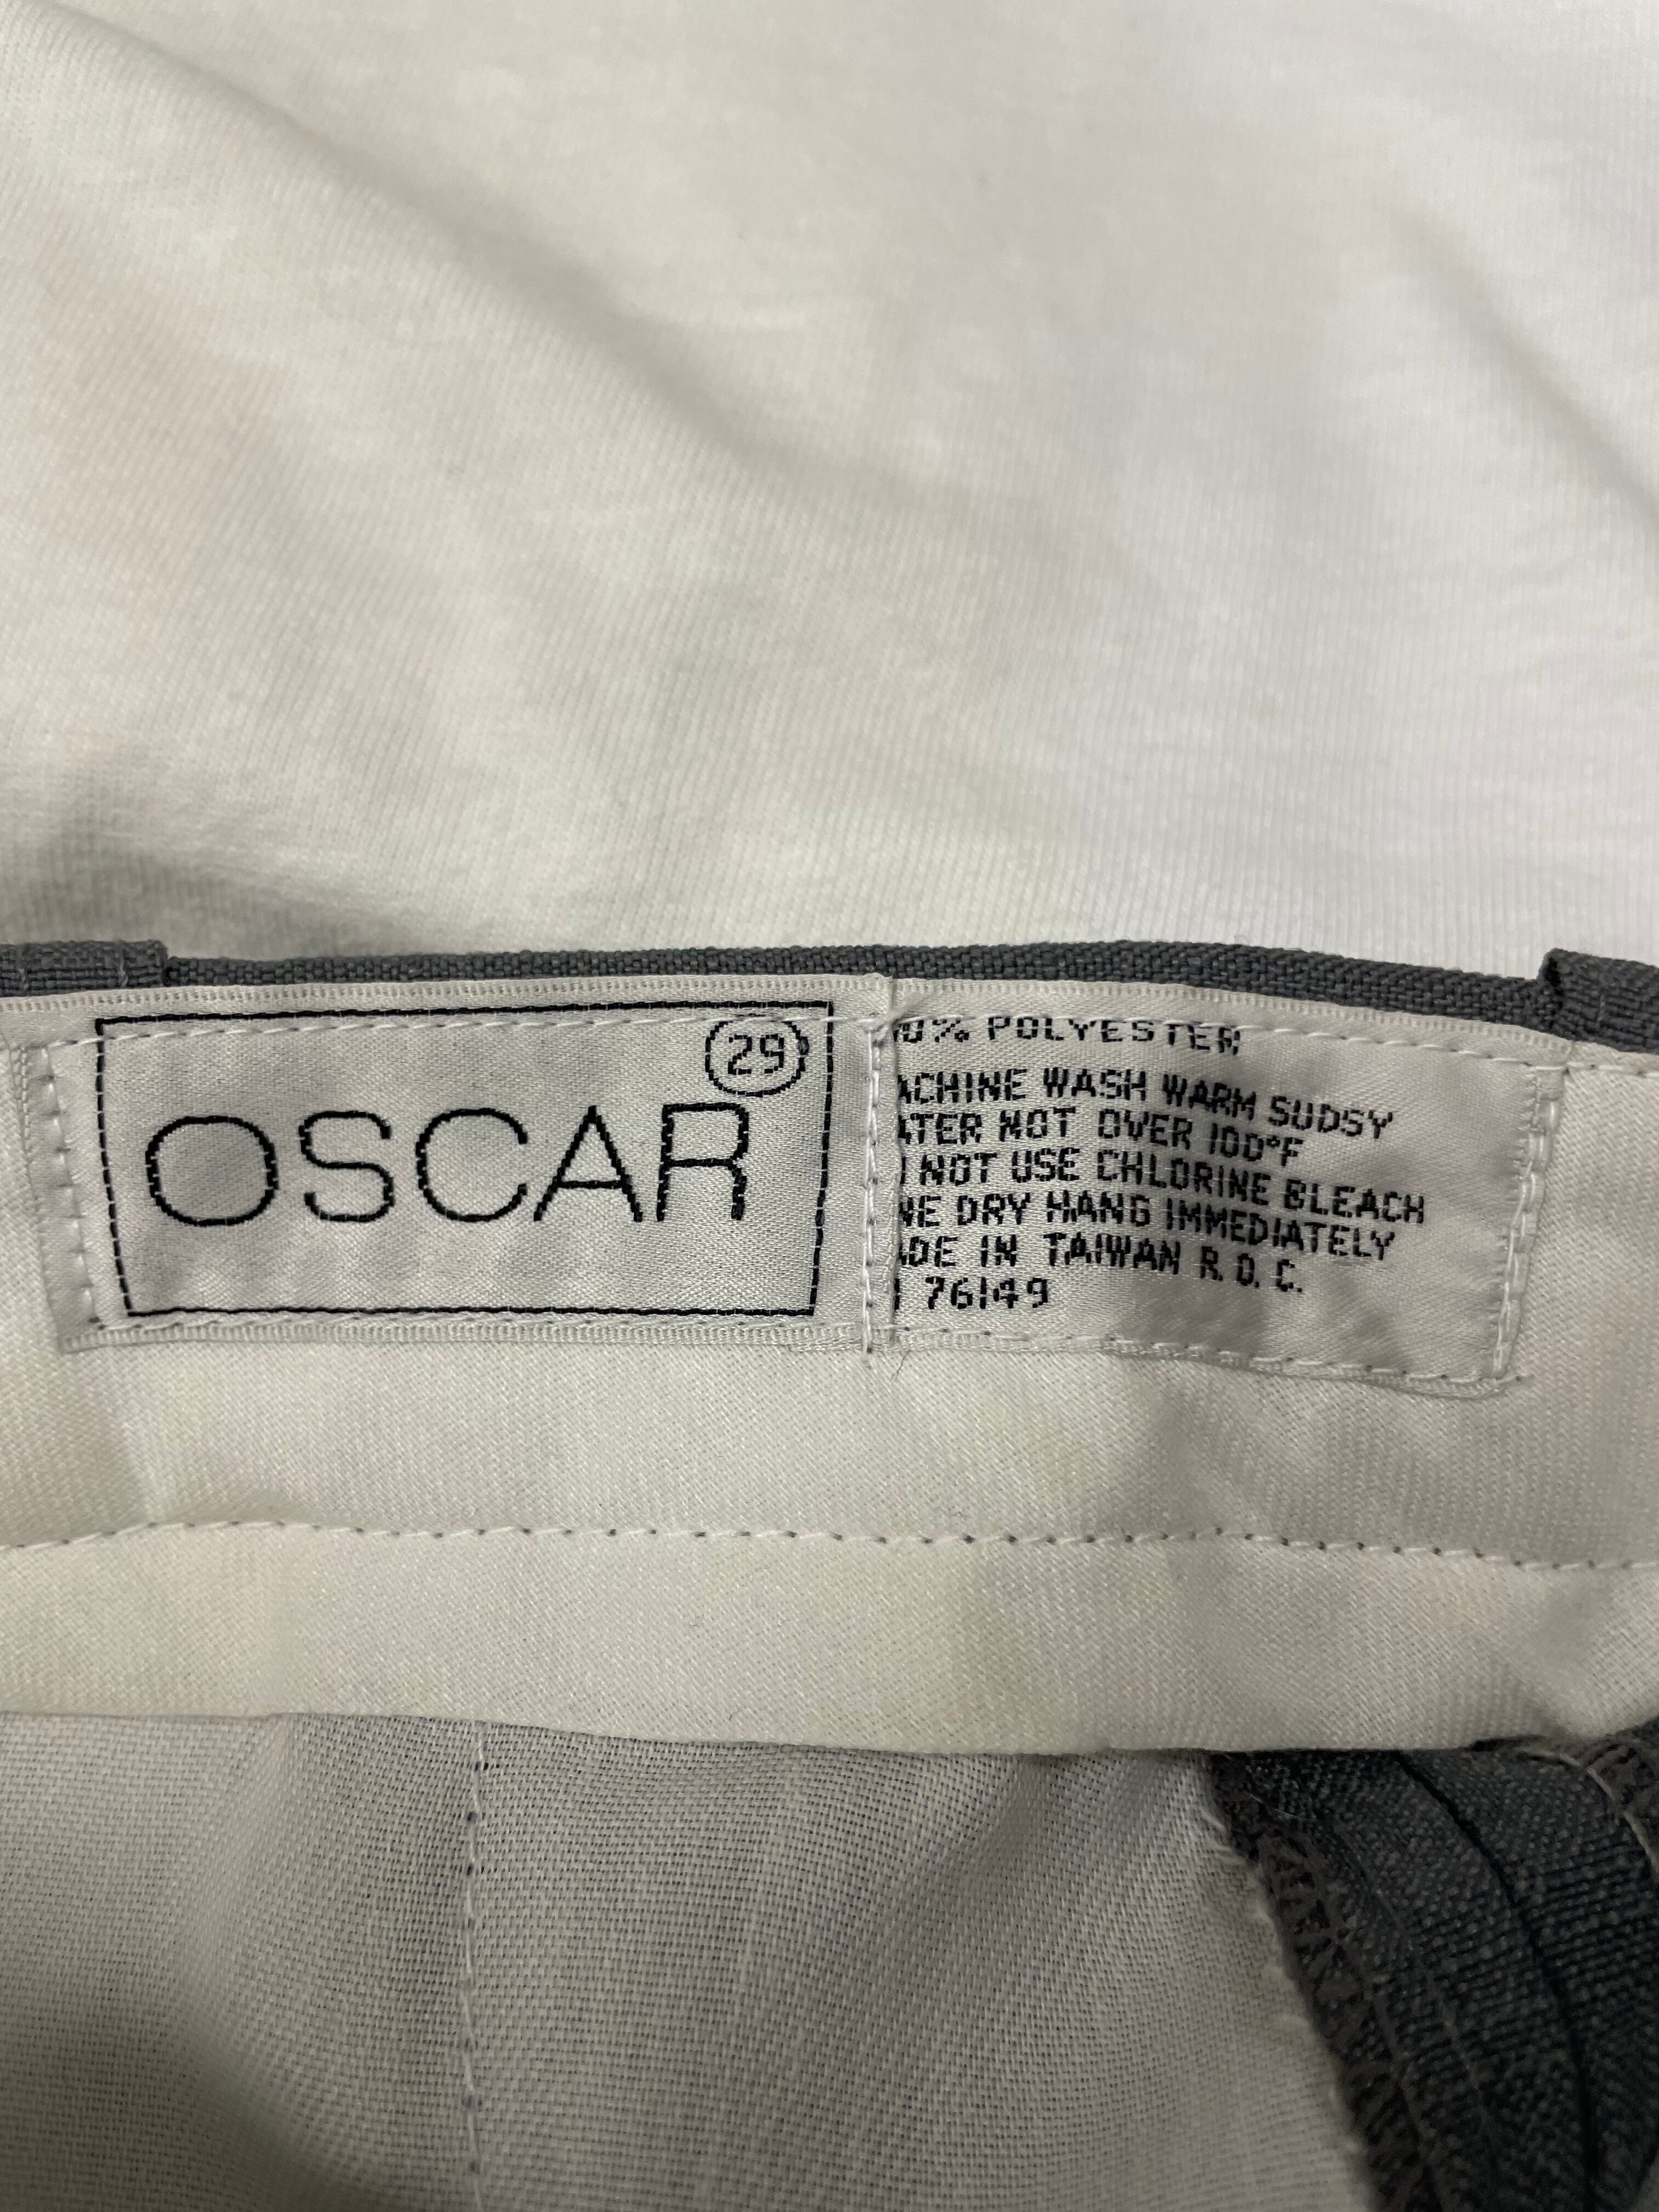 29
OSCAR
00% POLYESTER
ACHINE WASH WARM SUDSY
ATER NOT OVER 100°F
NOT USE CHLORINE BLEACH
NE DRY HANG IMMEDIATELY
ADE IN TAIWAN R.O.C.
76149